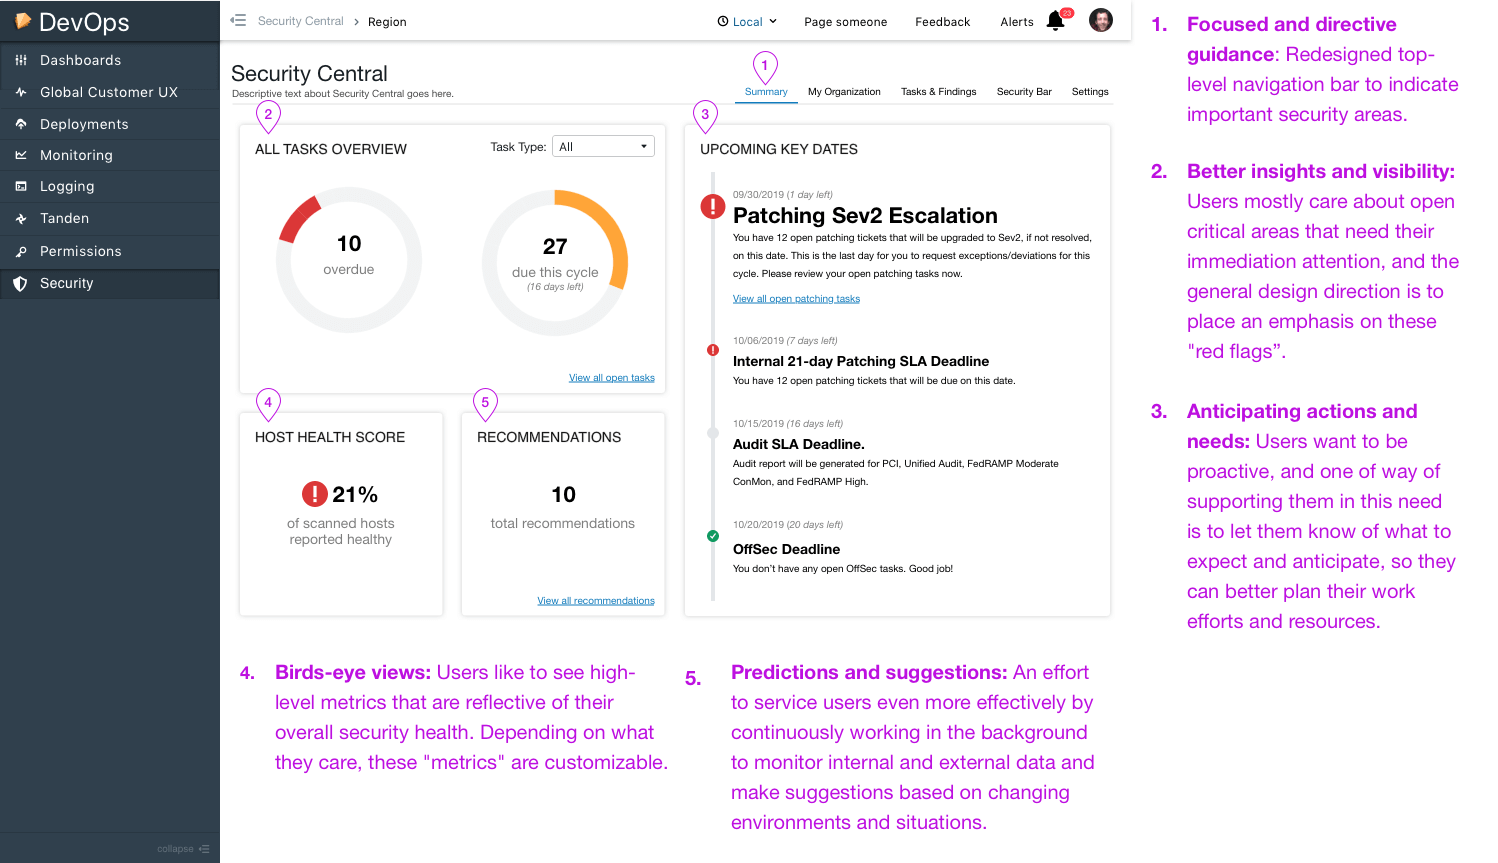 DevOps
Dashboards
Global Customer UX
Deployments
Monitoring
Logging
Tanden
Permissions
Security
collapse
Security Central > Region
Local
Page someone
Feedback
Alerts
23
Security Central
Descriptive text about Security Central goes here.
1
Summary
My Organization
Tasks & Findings
Security Bar
Settings
2
ALL TASKS OVERVIEW
Task Type: All
10
overdue
27
due this cycle
(16 days left)
View all open tasks
3
UPCOMING KEY DATES
09/30/2019 (1 day left)
Patching Sev2 Escalation
You have 12 open patching tickets that will be upgraded to Sev2, if not resolved,
on this date. This is the last day for you to request exceptions/deviations for this
cycle. Please review your open patching tasks now.
View all open patching tasks
10/06/2019 (7 days left)
Internal 21-day Patching SLA Deadline
You have 12 open patching tickets that will be due on this date.
10/15/2019 (16 days left)
Audit SLA Deadline.
Audit report will be generated for PCI, Unified Audit, FedRAMP Moderate
ConMon, and FedRAMP High.
10/20/2019 (20 days left)
OffSec Deadline
You don't have any open OffSec tasks. Good job!
4
HOST HEALTH SCORE
! 21%
of scanned hosts
reported healthy
5
RECOMMENDATIONS
10
total recommendations
View all recommendations
1. Focused and directive
guidance: Redesigned top-
level navigation bar to indicate
important security areas.
2. Better insights and visibility:
Users mostly care about open
critical areas that need their
immediation attention, and the
general design direction is to
place an emphasis on these
"red flags”.
3. Anticipating actions and
needs: Users want to be
proactive, and one of way of
supporting them in this need
is to let them know of what to
expect and anticipate, so they
can better plan their work
efforts and resources.
4. Birds-eye views: Users like to see high-
level metrics that are reflective of their
overall security health. Depending on what
they care, these "metrics" are customizable.
5. Predictions and suggestions: An effort
to service users even more effectively by
continuously working in the background
to monitor internal and external data and
make suggestions based on changing
environments and situations.